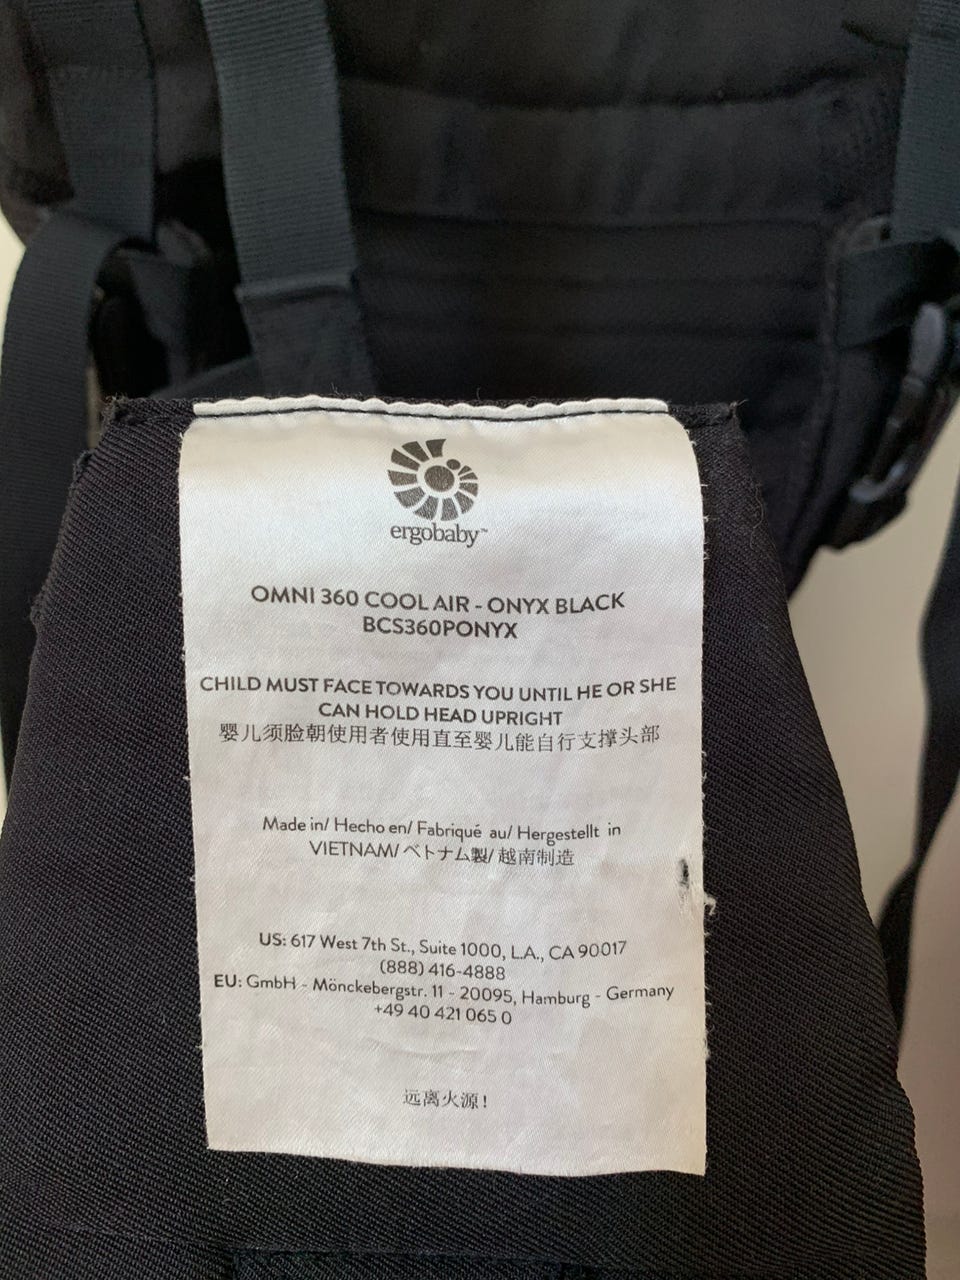 ergobaby™
OMNI 360 COOL AIR - ONYX BLACK
BCS360PONYX
CHILD MUST FACE TOWARDS YOU UNTIL HE OR SHE
CAN HOLD HEAD UPRIGHT
婴儿须脸朝使用者使用直至婴儿能自行支撑头部
Made in/ Hecho en/ Fabriqué au/ Hergestellt in
VIETNAM/ ベトナム製/ 越南制造
US: 617 West 7th St., Suite 1000, L.A., CA 90017
(888) 416-4888
EU: GmbH - Mönckebergstr. 11 - 20095, Hamburg - Germany
+49 40 421 065 0
远离火源!